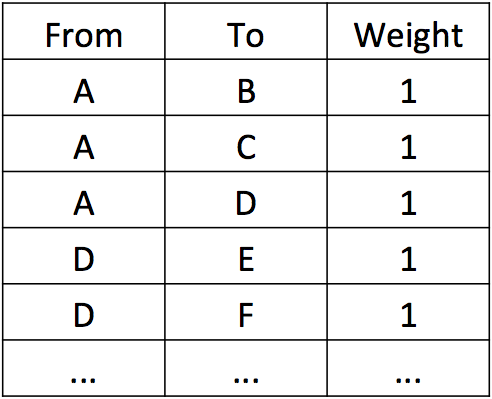 From To Weight
A B 1
A C 1
A D 1
D E 1
D F 1
... ... ...